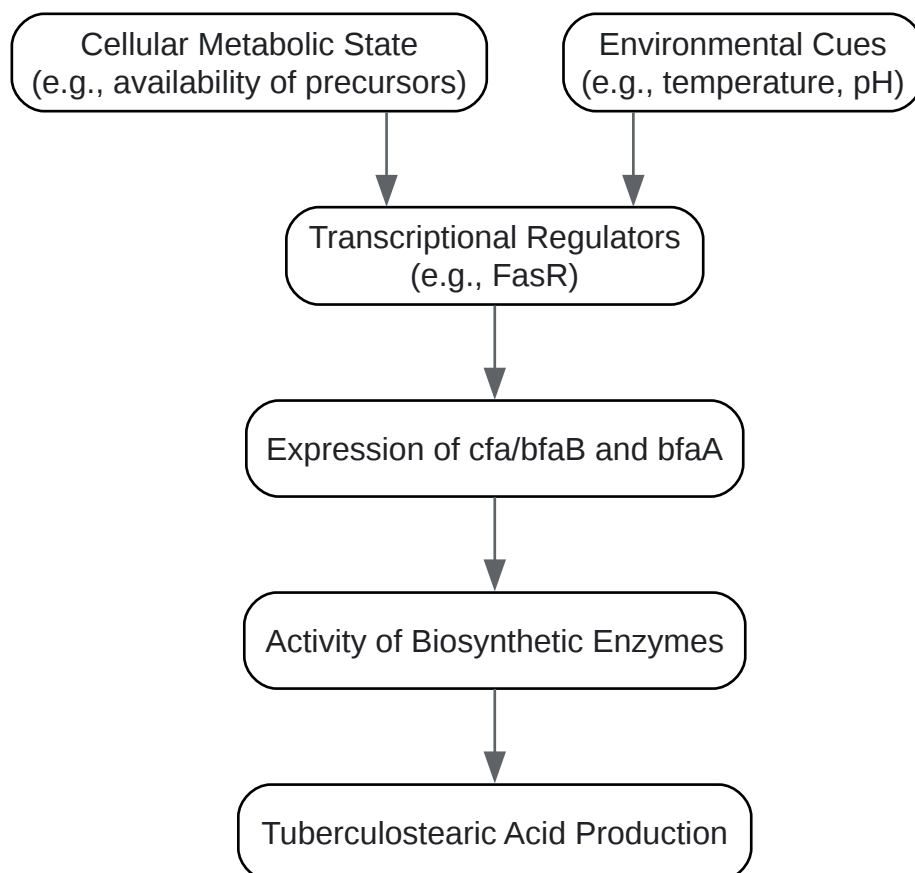 Cellular Metabolic State
(e.g., availability of precursors)
Environmental Cues
(e.g., temperature, pH)
Transcriptional Regulators
(e.g., FasR)
Expression of cfa/bfaB and bfaA
Activity of Biosynthetic Enzymes
Tuberculostearic Acid Production